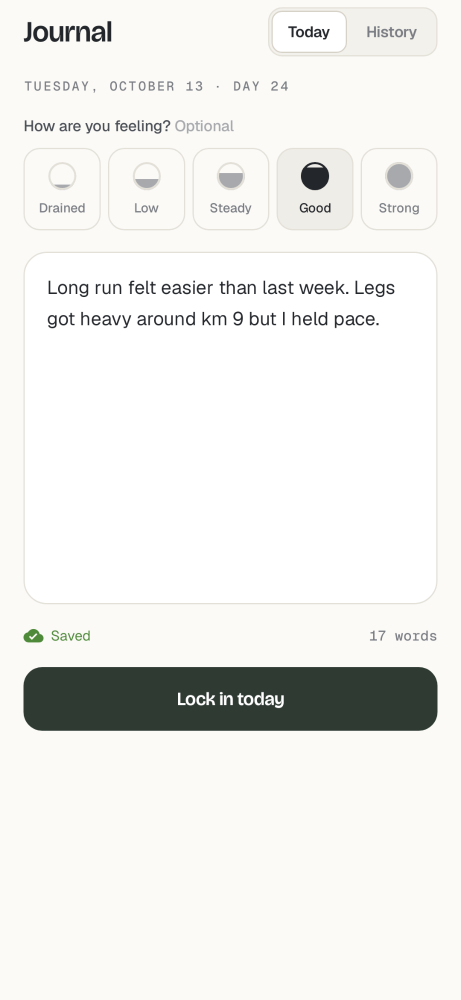 Journal
Today History
TUESDAY, OCTOBER 13 · DAY 24
How are you feeling? Optional
Drained Low Steady Good Strong
Long run felt easier than last week. Legs
got heavy around km 9 but I held pace.
Saved 17 words
Lock in today